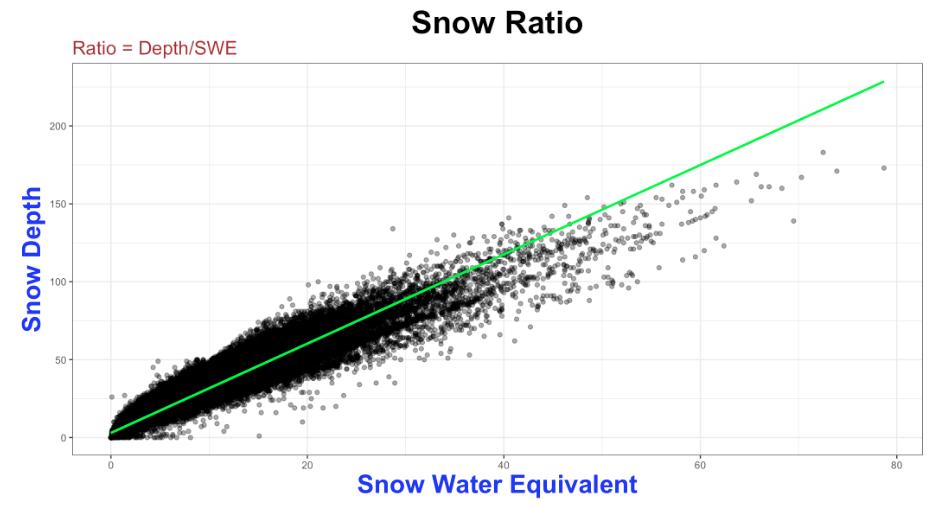 Snow Ratio
Ratio = Depth/SWE
Snow Depth
200
150
100
50
0
0 20 40 60 80
Snow Water Equivalent